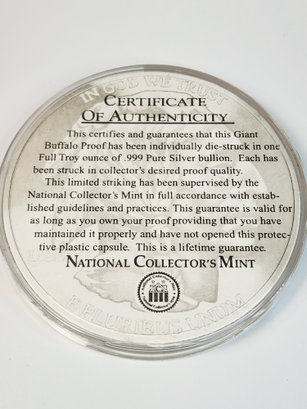 IN GOD WE TRUST
CERTIFICATE
OF AUTHENTICITY
This certifies and guarantees that this Giant
Buffalo Proof has been individually die-struck in one
Full Troy ounce of .999 Pure Silver bullion. Each has
been struck in collector's desired proof quality.
This limited striking has been supervised by the
National Collector's Mint in full accordance with estab-
lished guidelines and practices. This guarantee is valid for
as long as you own your proof providing that you have
maintained it properly and have not opened this protec-
tive plastic capsule. This is a lifetime guarantee.
NATIONAL COLLECTOR'S MINT
E PLURIBUS UNUM